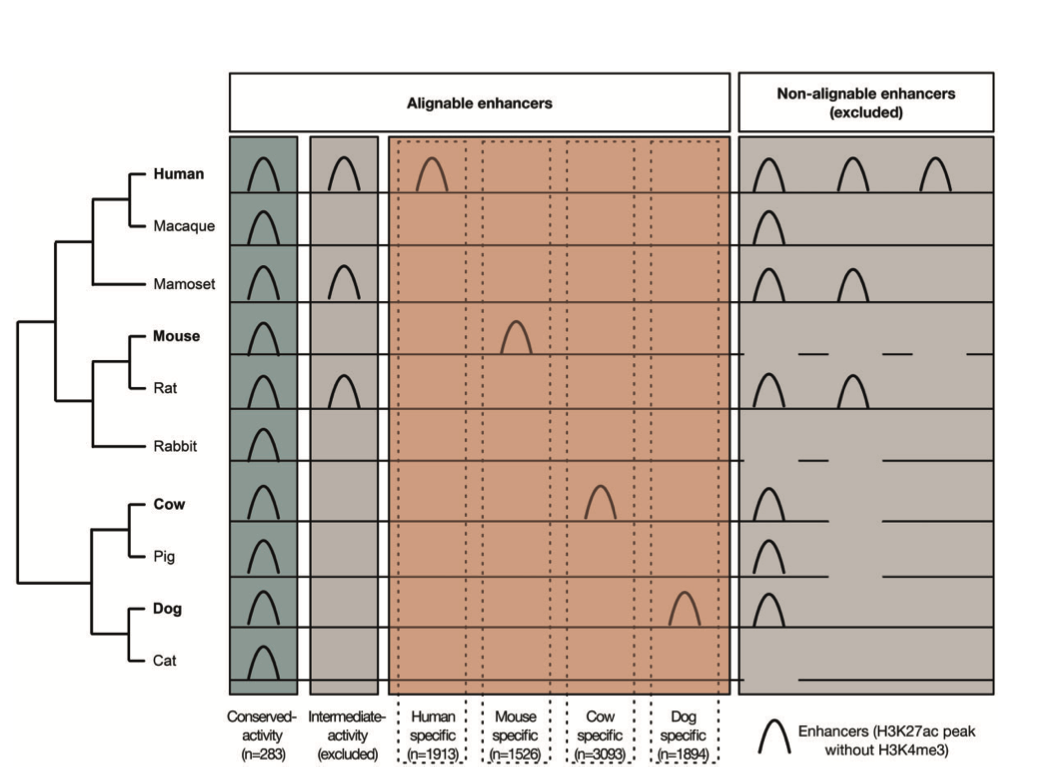 Alignable enhancers
Non-alignable enhancers
(excluded)
Human
Macaque
Mamoset
Mouse
Rat
Rabbit
Cow
Pig
Dog
Cat
Conserved-
activity
(n=283)
Intermediate-
activity
(excluded)
Human
specific
(n=1913)
Mouse
specific
(n=1526)
Cow
specific
(n=3093)
Dog
specific
(n=1894)
Enhancers (H3K27ac peak
without H3K4me3)